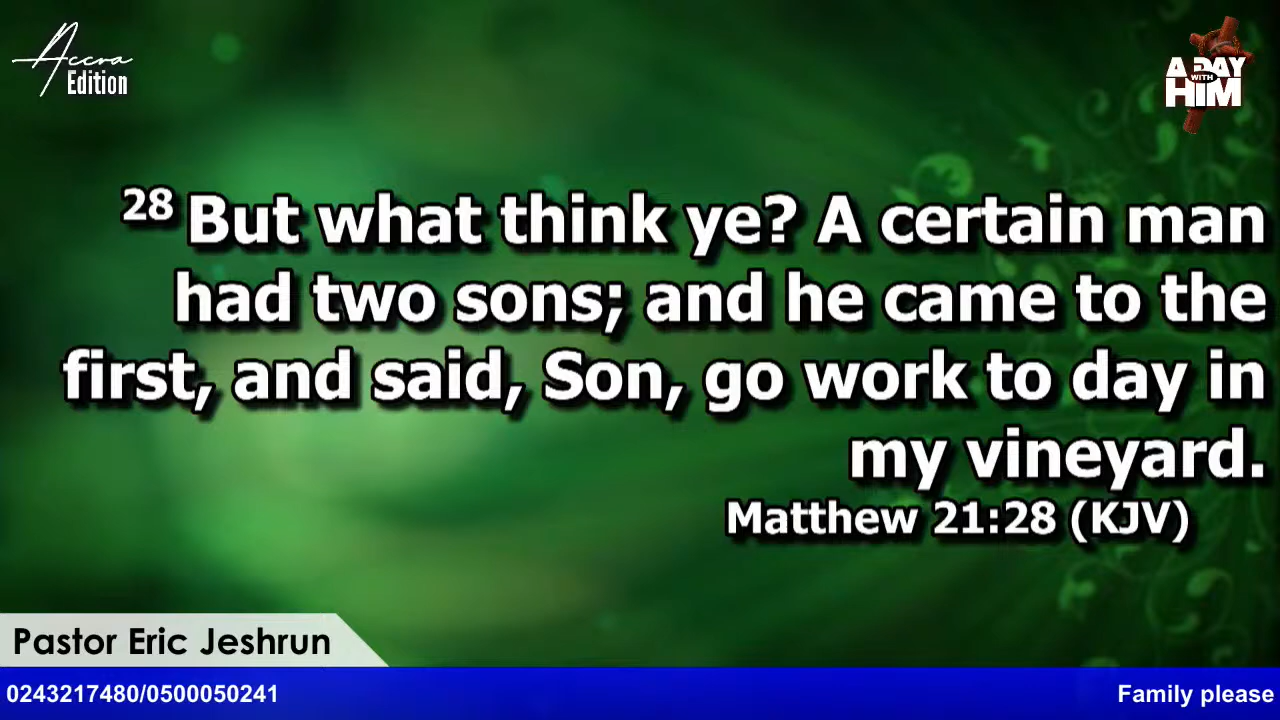 Accra
Edition
A DAY
WITH
HIM
28 But what think ye? A certain man
had two sons; and he came to the
first, and said, Son, go work to day in
my vineyard.
Matthew 21:28 (KJV)
Pastor Eric Jeshrun
0243217480/0500050241
Family please